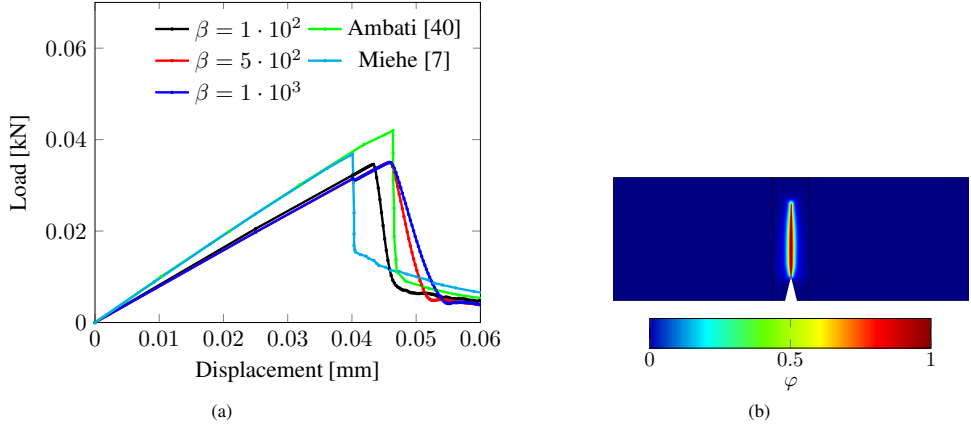 β = 1 · 10² Ambati [40]
β = 5 · 10² Miehe [7]
β = 1 · 10³
0.06
0.04
0.02
0
Load [kN]
0 0.01 0.02 0.03 0.04 0.05 0.06
Displacement [mm]
(a)
0 0.5 1
φ
(b)